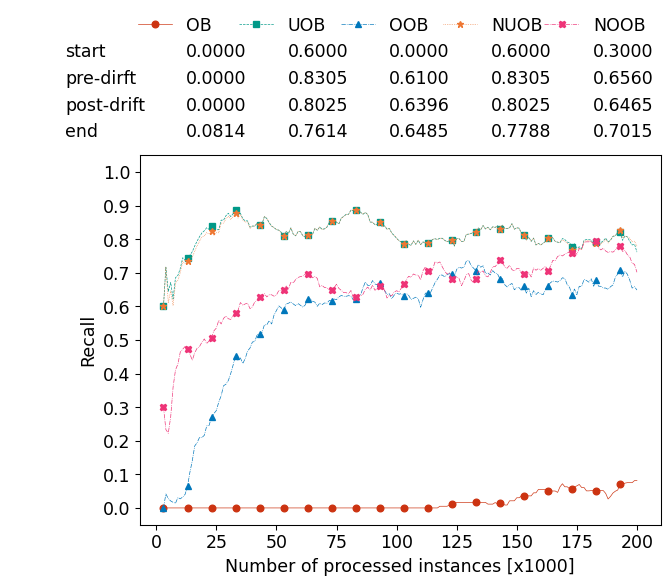 OB UOB OOB NUOB NOOB
start 0.0000 0.6000 0.0000 0.6000 0.3000
pre-dirft 0.0000 0.8305 0.6100 0.8305 0.6560
post-drift 0.0000 0.8025 0.6396 0.8025 0.6465
end 0.0814 0.7614 0.6485 0.7788 0.7015
1.0
0.9
0.8
0.7
0.6
0.5
0.4
0.3
0.2
0.1
0.0
Recall
0 25 50 75 100 125 150 175 200
Number of processed instances [x1000]